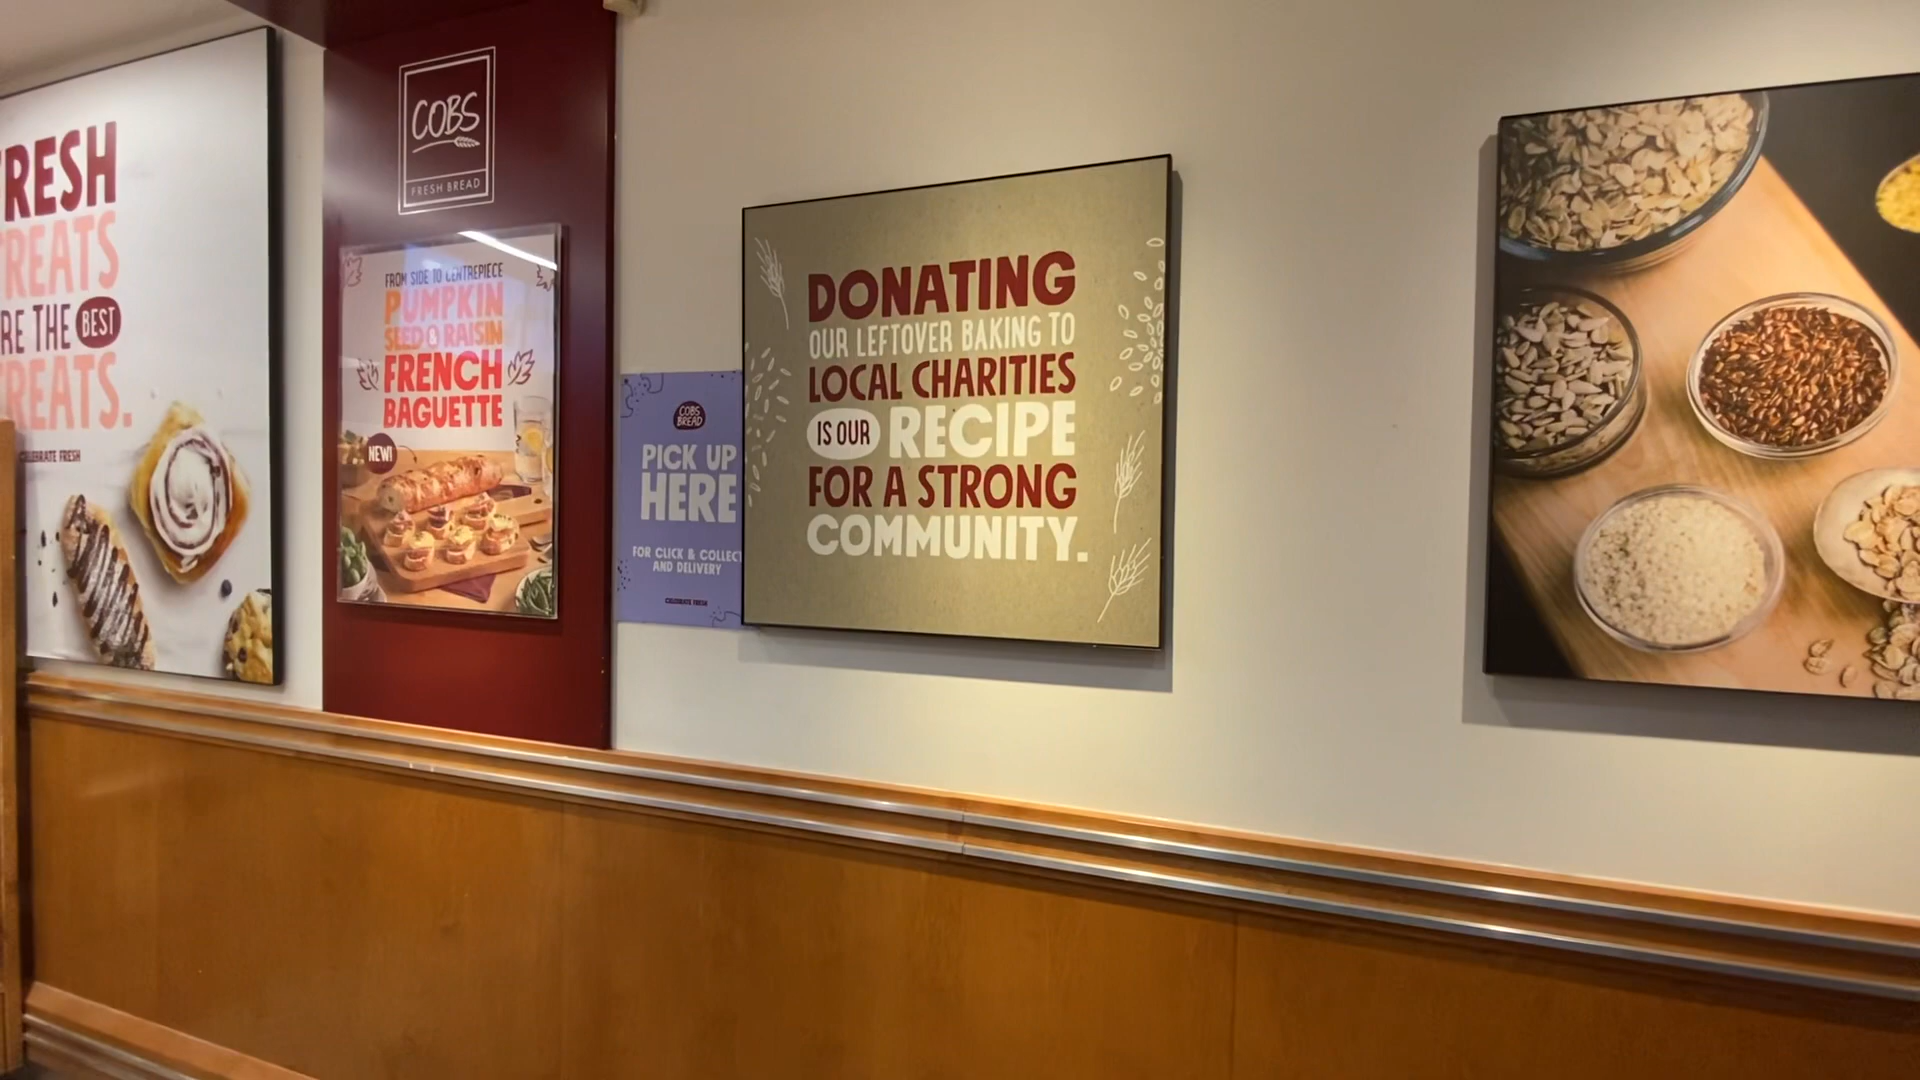 FRESH
TREATS
ARE THE BEST
TREATS.
CELEBRATE FRESH
COBS
FRESH BREAD
FROM SIDE TO CENTREPIECE
PUMPKIN
SEED & RAISIN
FRENCH
BAGUETTE
NEW!
COBS
BREAD
PICK UP
HERE
FOR CLICK & COLLECT
AND DELIVERY
CELEBRATE FRESH
DONATING
OUR LEFTOVER BAKING TO
LOCAL CHARITIES
IS OUR RECIPE
FOR A STRONG
COMMUNITY.